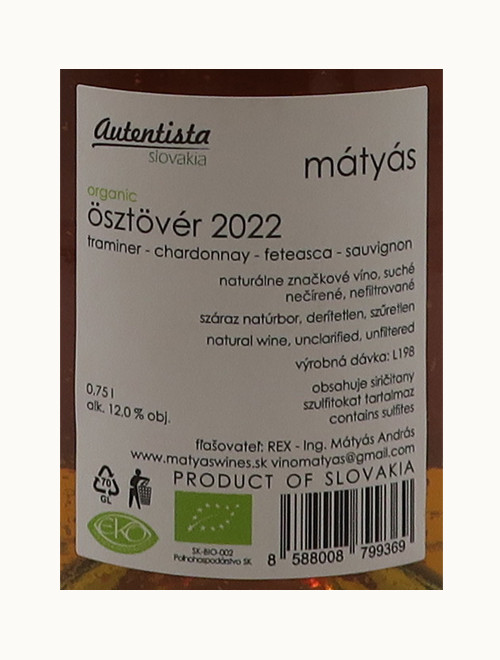 Autentista
slovakia
mátyás
organic
ösztövér 2022
traminer - chardonnay - feteasca - sauvignon
naturálne značkové víno, suché
nečírené, nefiltrované
száraz natúrbor, derítetlen, szűretlen
natural wine, unclarified, unfiltered
výrobná dávka: L198
0,75 l
alk. 12,0 % obj.
obsahuje siričitany
szulfitokat tartalmaz
contains sulfites
fľašovateľ: REX - Ing. Mátyás András
www.matyaswines.sk vinomatyas@gmail.com
PRODUCT OF SLOVAKIA
70
GL
EKO
SK-BIO-002
Poľnohospodárstvo SK
8 588008 799369